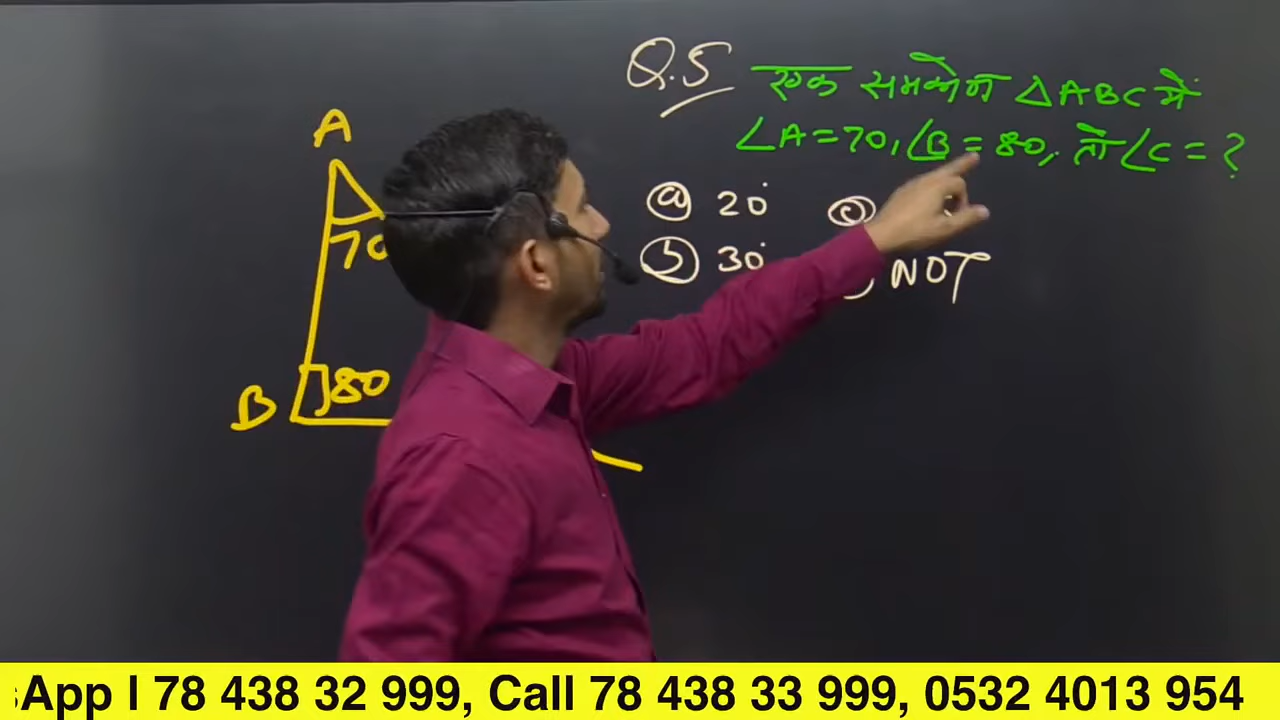 Q.5 एक समकोण △ABC में
∠A=70, ∠B=80, तो ∠C=?
ⓐ 20° ⓒ
ⓑ 30° NOT
A
70
B 80
App l 78 438 32 999, Call 78 438 33 999, 0532 4013 954